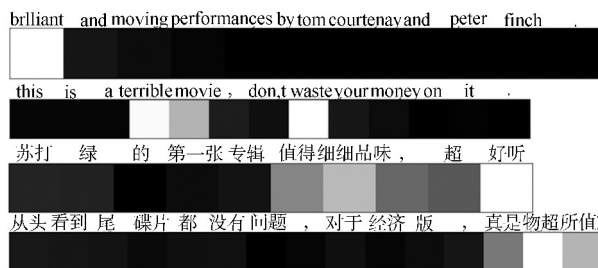 brlliant and moving performances by tom courtenay and peter finch .
this is a terrible movie , don,t waste your money on it .
苏打 绿 的 第一张 专辑 值得 细细品味 , 超 好听
从头 看到 尾 碟片 都 没有 问题 , 对于 经济 版 , 真是 物超所值